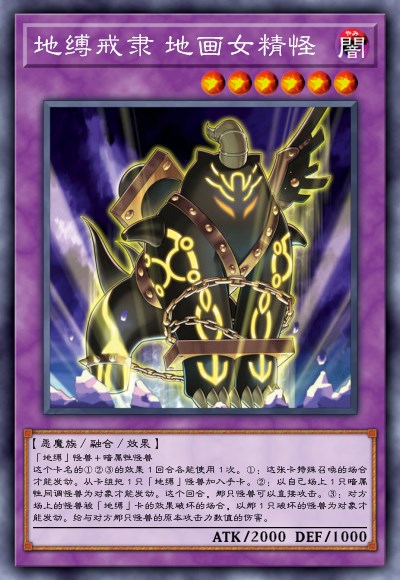 地缚戒隶 地画女精怪
やみ
闇
【恶魔族／融合／效果】
「地缚」怪兽＋暗属性怪兽
这个卡名的①②③的效果1回合各能使用1次。①：这张卡特殊召唤的场合
才能发动。从卡组把1只「地缚」怪兽加入手卡。②：以自己场上1只暗属
性同调怪兽为对象才能发动。这个回合，那只怪兽可以直接攻击。③：对方
场上的怪兽被「地缚」卡的效果破坏的场合，以那1只破坏的怪兽为对象才
能发动。给与对方那只怪兽的原本攻击力数值的伤害。
ATK/2000 DEF/1000